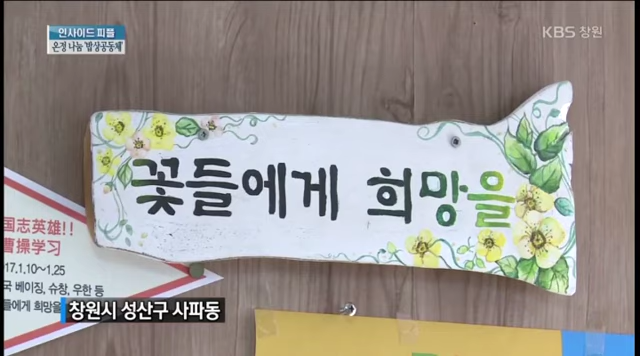 인사이드 피플
온정 나눔 '밥상공동체'
KBS 창원
꽃들에게 희망을
国志英雄!!
曹操学习
017.1.10~1.25
국 베이징, 슈창, 우한 등
들에게 희망을
창원시 성산구 사파동